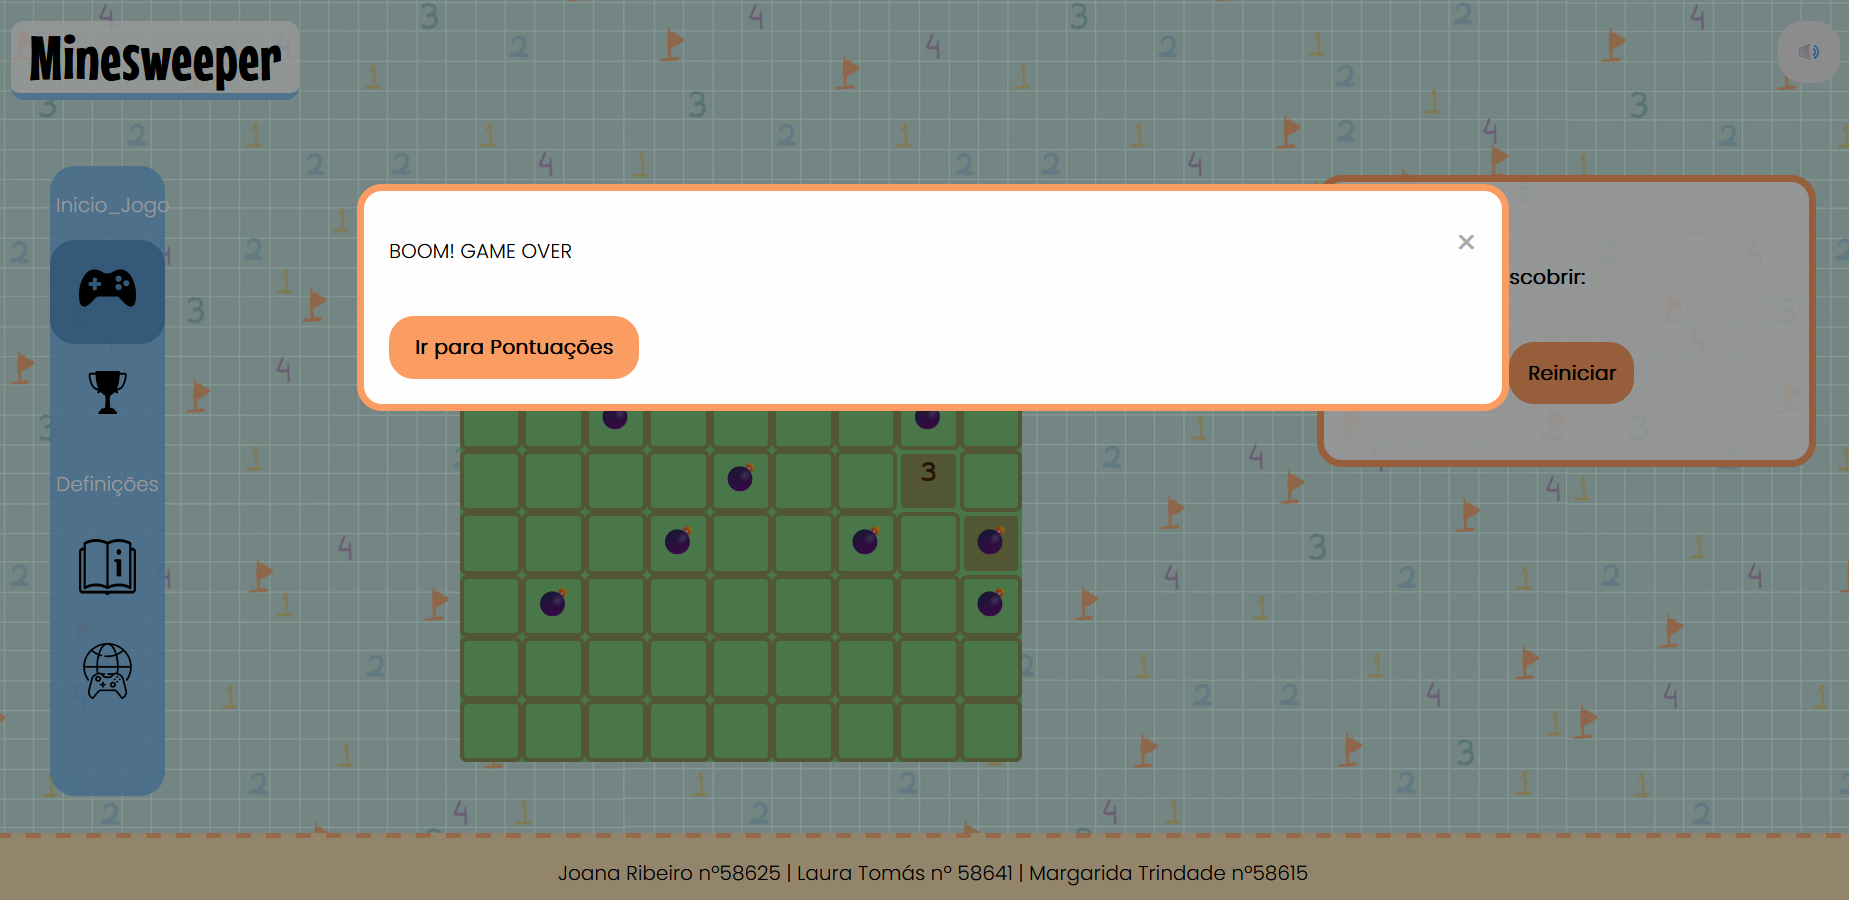 Minesweeper
Inicio_Jogo
BOOM! GAME OVER
×
scobrir:
Ir para Pontuações
Reiniciar
3
Definições
Joana Ribeiro nº58625 | Laura Tomás nº 58641 | Margarida Trindade nº58615